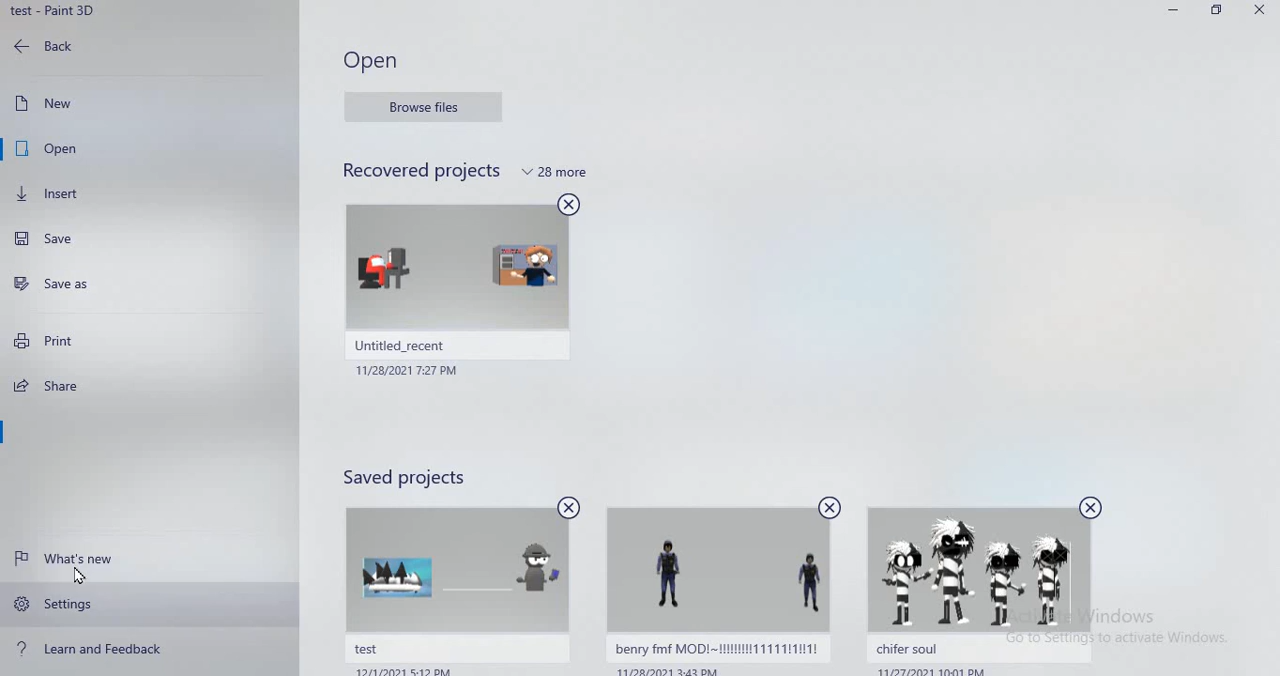 test - Paint 3D
Back
New
Open
Insert
Save
Save as
Print
Share
What's new
Settings
Learn and Feedback
Open
Browse files
Recovered projects
28 more
Untitled_recent
11/28/2021 7:27 PM
Saved projects
test
12/1/2021 5:12 PM
benry fmf MOD!~!!!!!!!!!11111!1!!1!
11/28/2021 3:43 PM
chifer soul
11/27/2021 10:01 PM
Activate Windows
Go to Settings to activate Windows.